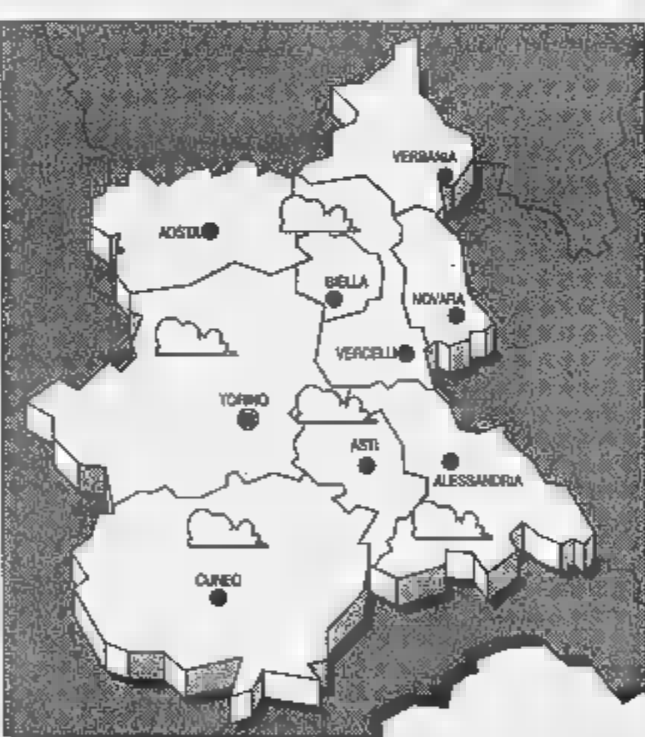 VERBANIA
AOSTA
BIELLA
NOVARA
VERCELLI
TORINO
ASTI
ALESSANDRIA
CUNEO